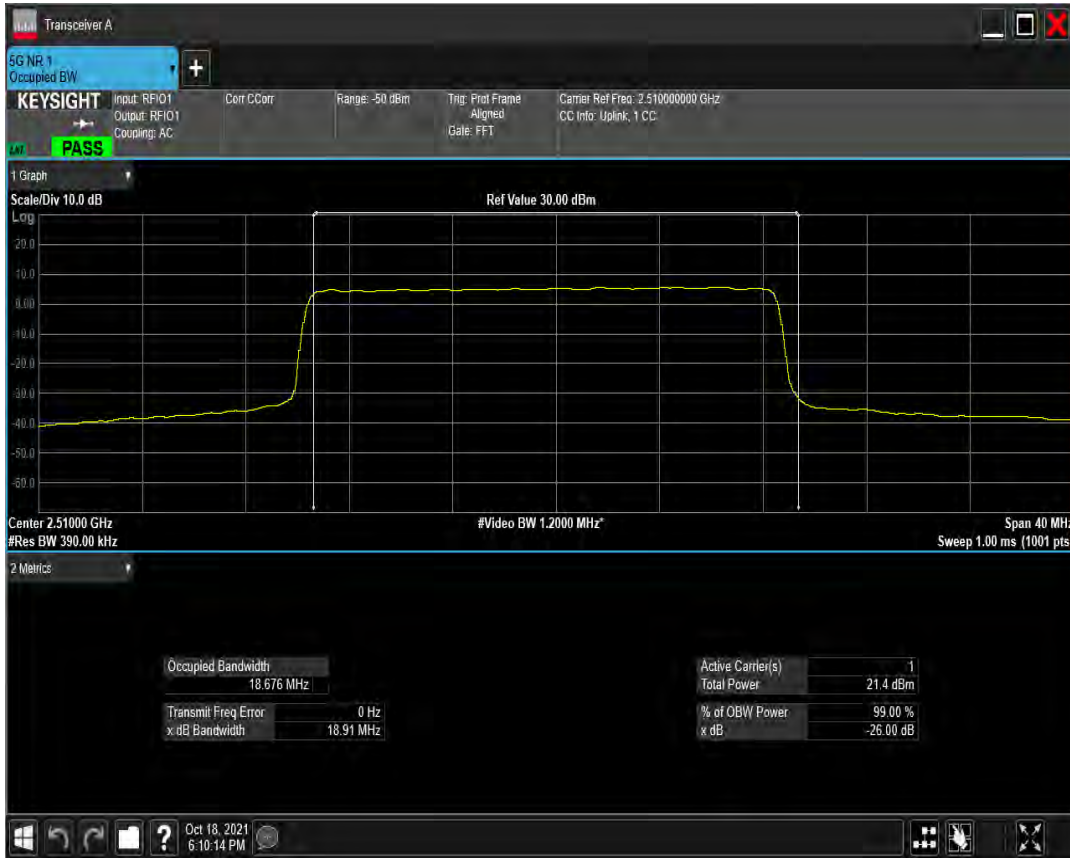 Transceiver A
5G NR 1
Occupied BW
+
KEYSIGHT Input: RFIO1 Corr CCorr Range: -50 dBm Trig: Prot Frame Carrier Ref Freq: 2.510000000 GHz
Output: RFIO1 Aligned CC Info: Uplink, 1 CC
Coupling: AC Gate: FFT
PASS
1 Graph
Scale/Div 10.0 dB Ref Value 30.00 dBm
Log
20.0
10.0
0.00
-10.0
-20.0
-30.0
-40.0
-50.0
-60.0
Center 2.51000 GHz #Video BW 1.2000 MHz* Span 40 MHz
#Res BW 390.00 kHz Sweep 1.00 ms (1001 pts
2 Metrics
Occupied Bandwidth Active Carrier(s) 1
18.676 MHz Total Power 21.4 dBm
Transmit Freq Error 0 Hz % of OBW Power 99.00 %
x dB Bandwidth 18.91 MHz x dB -26.00 dB
? Oct 18, 2021
6:10:14 PM